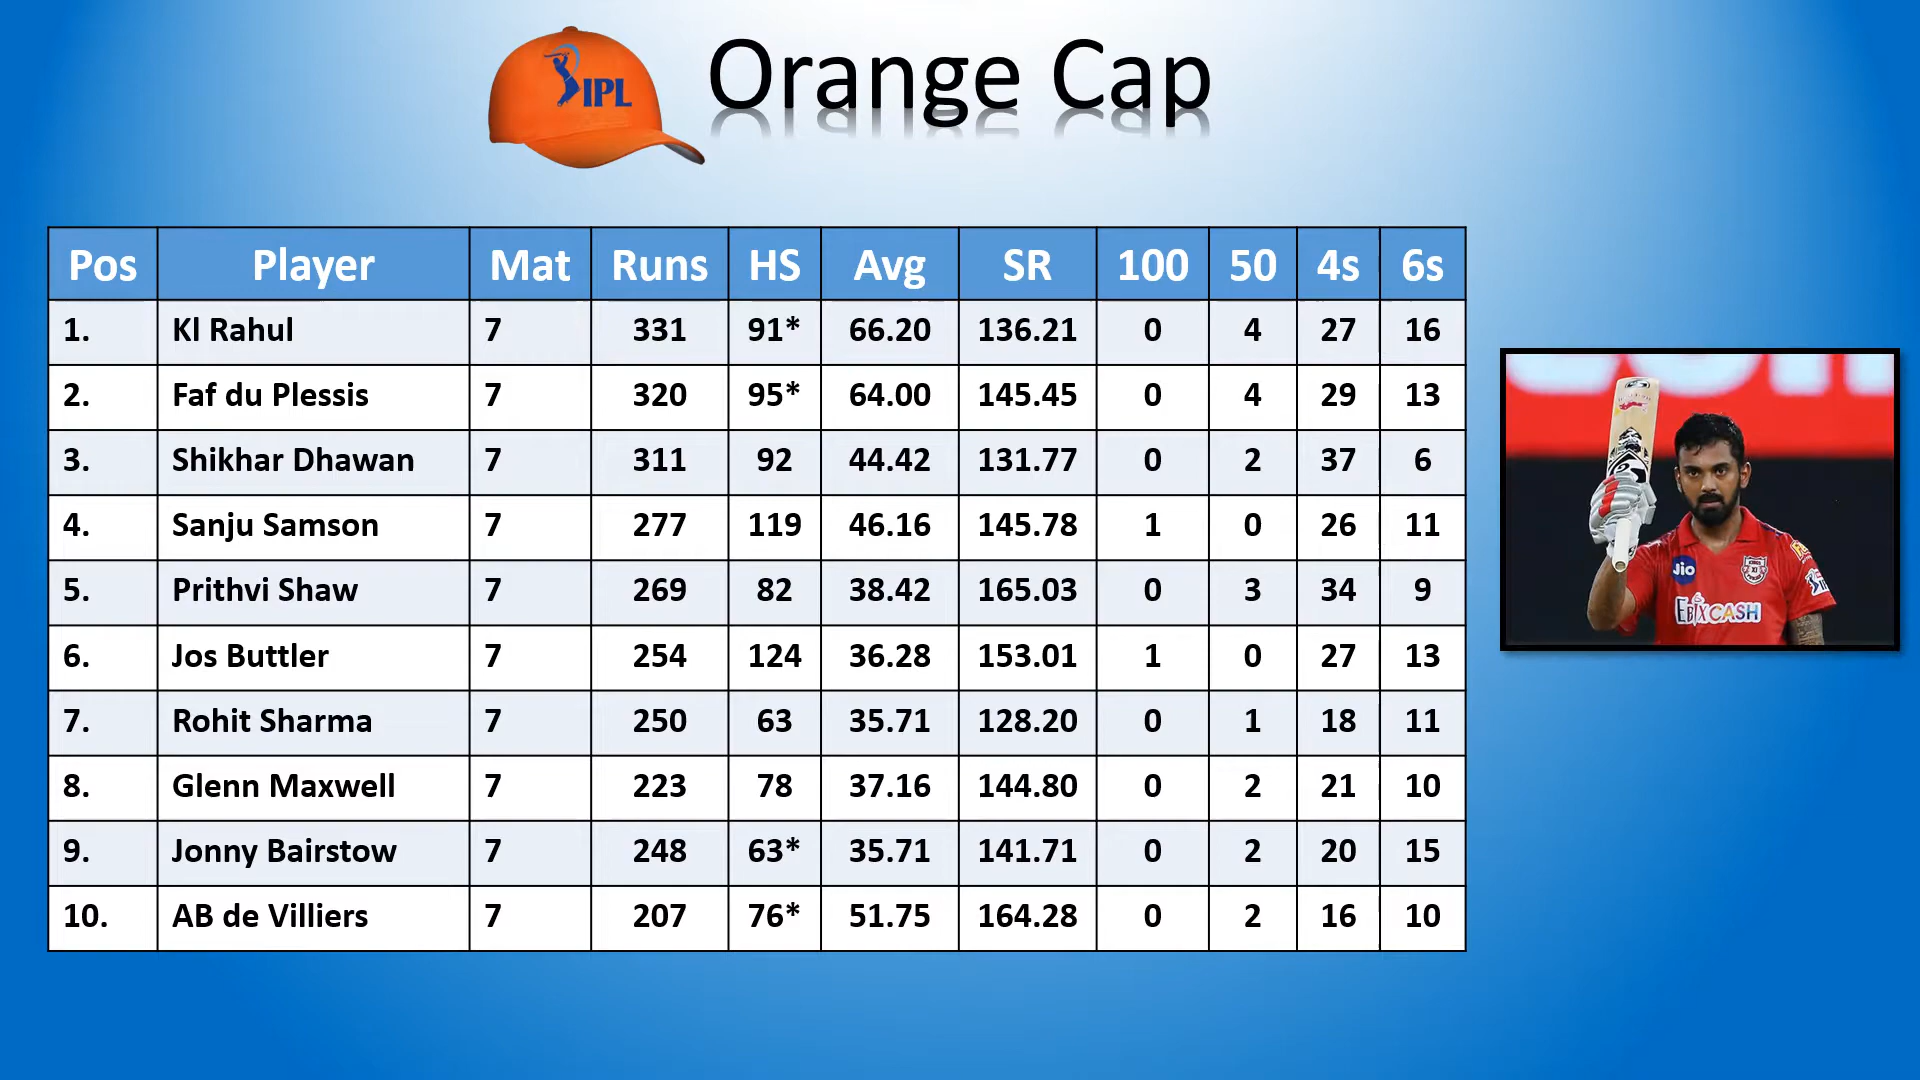 IPL
Orange Cap
Pos Player Mat Runs HS Avg SR 100 50 4s 6s
1. Kl Rahul 7 331 91* 66.20 136.21 0 4 27 16
2. Faf du Plessis 7 320 95* 64.00 145.45 0 4 29 13
3. Shikhar Dhawan 7 311 92 44.42 131.77 0 2 37 6
4. Sanju Samson 7 277 119 46.16 145.78 1 0 26 11
5. Prithvi Shaw 7 269 82 38.42 165.03 0 3 34 9
6. Jos Buttler 7 254 124 36.28 153.01 1 0 27 13
7. Rohit Sharma 7 250 63 35.71 128.20 0 1 18 11
8. Glenn Maxwell 7 223 78 37.16 144.80 0 2 21 10
9. Jonny Bairstow 7 248 63* 35.71 141.71 0 2 20 15
10. AB de Villiers 7 207 76* 51.75 164.28 0 2 16 10
Jio
EBIXCASH